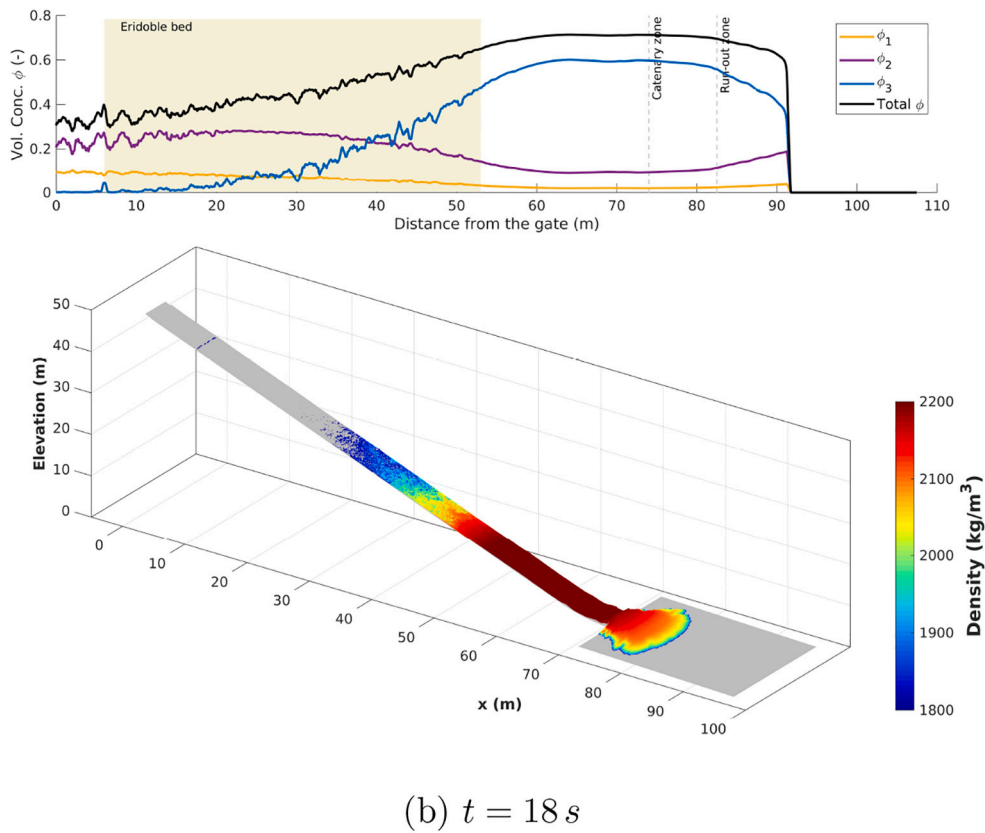 0.8
0.6
0.4
0.2
0
Vol. Conc. ϕ (-)
Eridoble bed
Catenary zone
Run-out zone
ϕ1
ϕ2
ϕ3
Total ϕ
0 10 20 30 40 50 60 70 80 90 100 110
Distance from the gate (m)
50
40
30
20
10
0
Elevation (m)
0
10
20
30
40
50
60
70
80
90
100
x (m)
2200
2100
2000
1900
1800
Density (kg/m³)
(b) t = 18 s